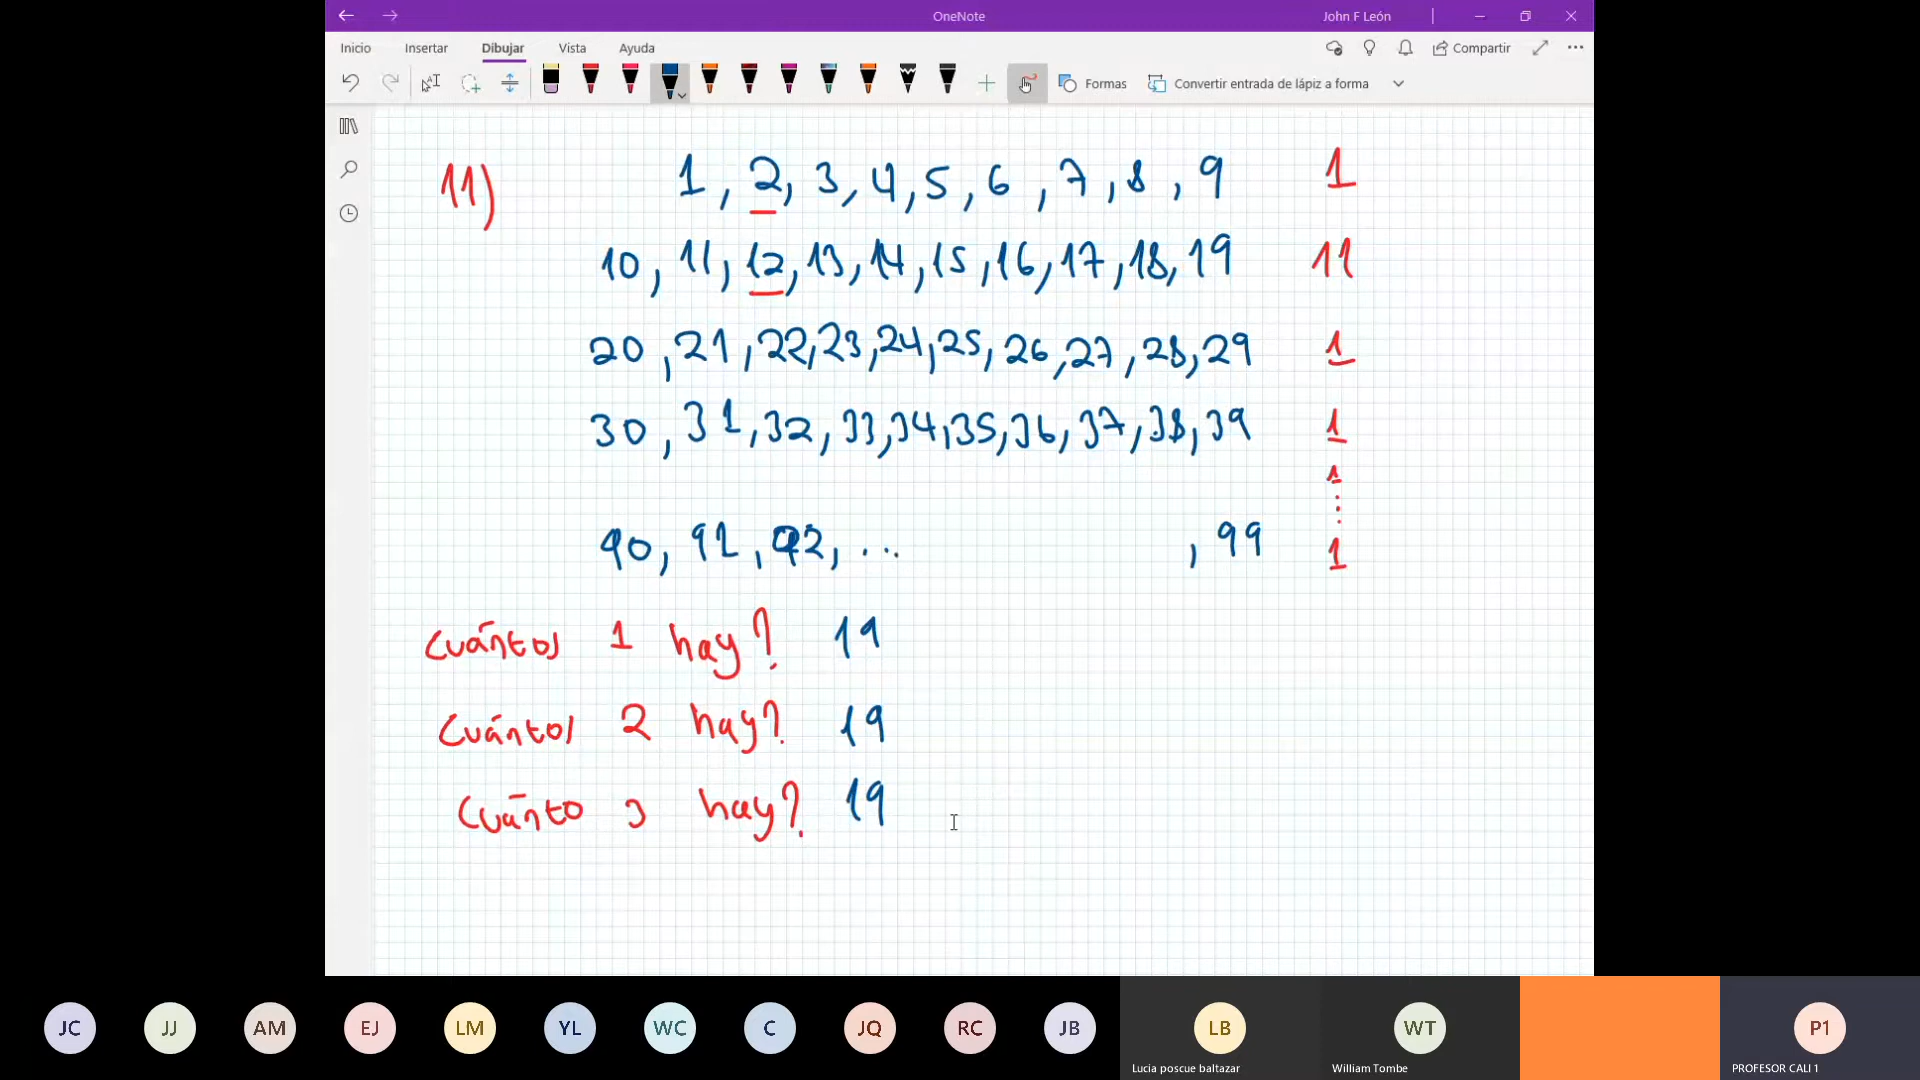 OneNote
John F León
Inicio Insertar Dibujar Vista Ayuda Compartir
Formas Convertir entrada de lápiz a forma
11) 1, 2, 3, 4, 5, 6, 7, 8, 9 1
10, 11, 12, 13, 14, 15, 16, 17, 18, 19 11
20, 21, 22, 23, 24, 25, 26, 27, 28, 29 1
30, 31, 32, 33, 34, 35, 36, 37, 38, 39 1
1
90, 91, 92, ... , 99 1
Cuántos 1 hay? 19
Cuántos 2 hay? 19
Cuánto 3 hay? 19
JC JJ AM EJ LM YL WC C JQ RC JB LB WT P1
Lucia poscue baltazar William Tombe PROFESOR CALI 1